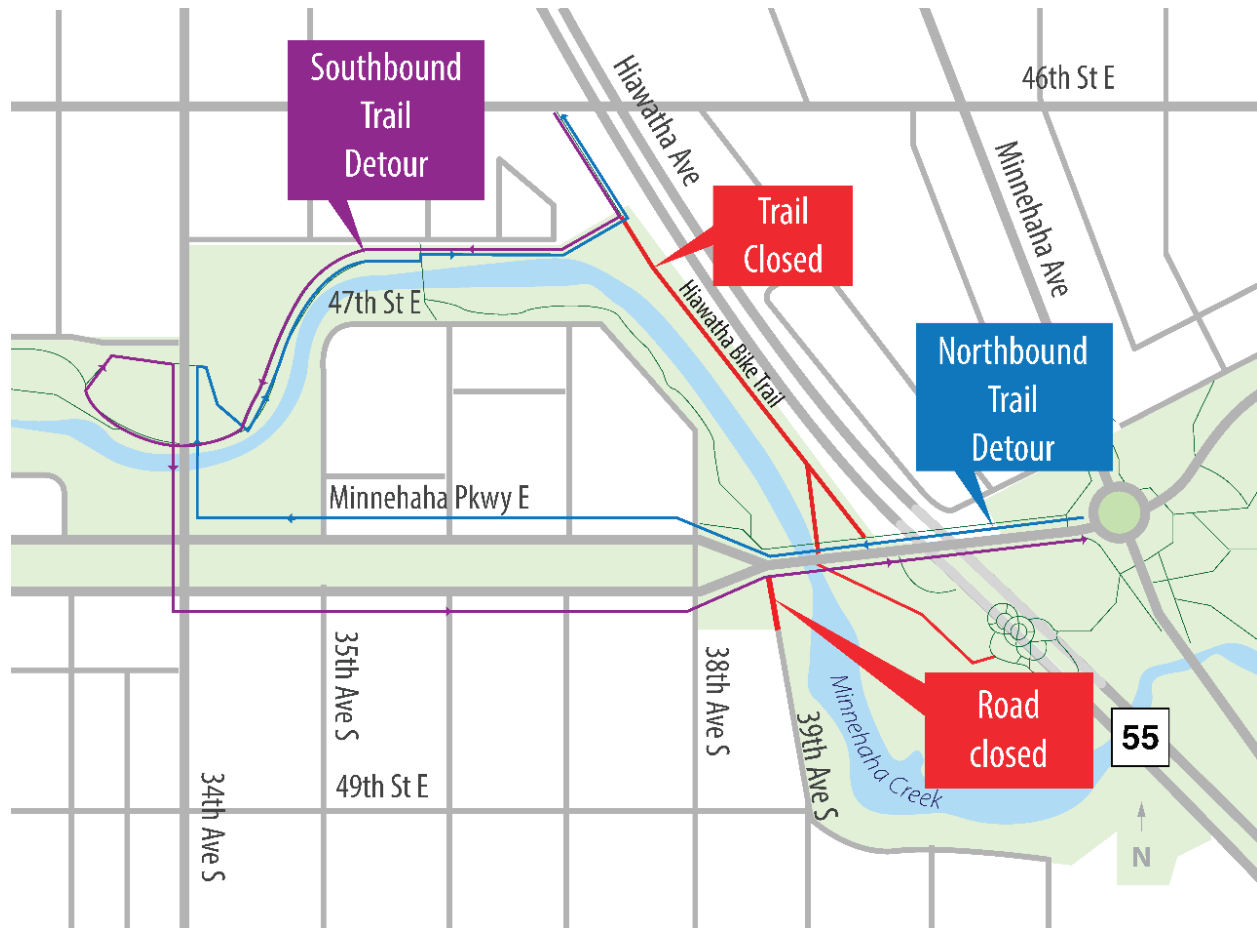 Southbound
Trail
Detour
Hiawatha Ave
46th St E
Minnehaha Ave
Trail
Closed
47th St E
Hiawatha Bike Trail
Northbound
Trail
Detour
Minnehaha Pkwy E
35th Ave S
38th Ave S
39th Ave S
Minnehaha Creek
Road
closed
55
34th Ave S
49th St E
N